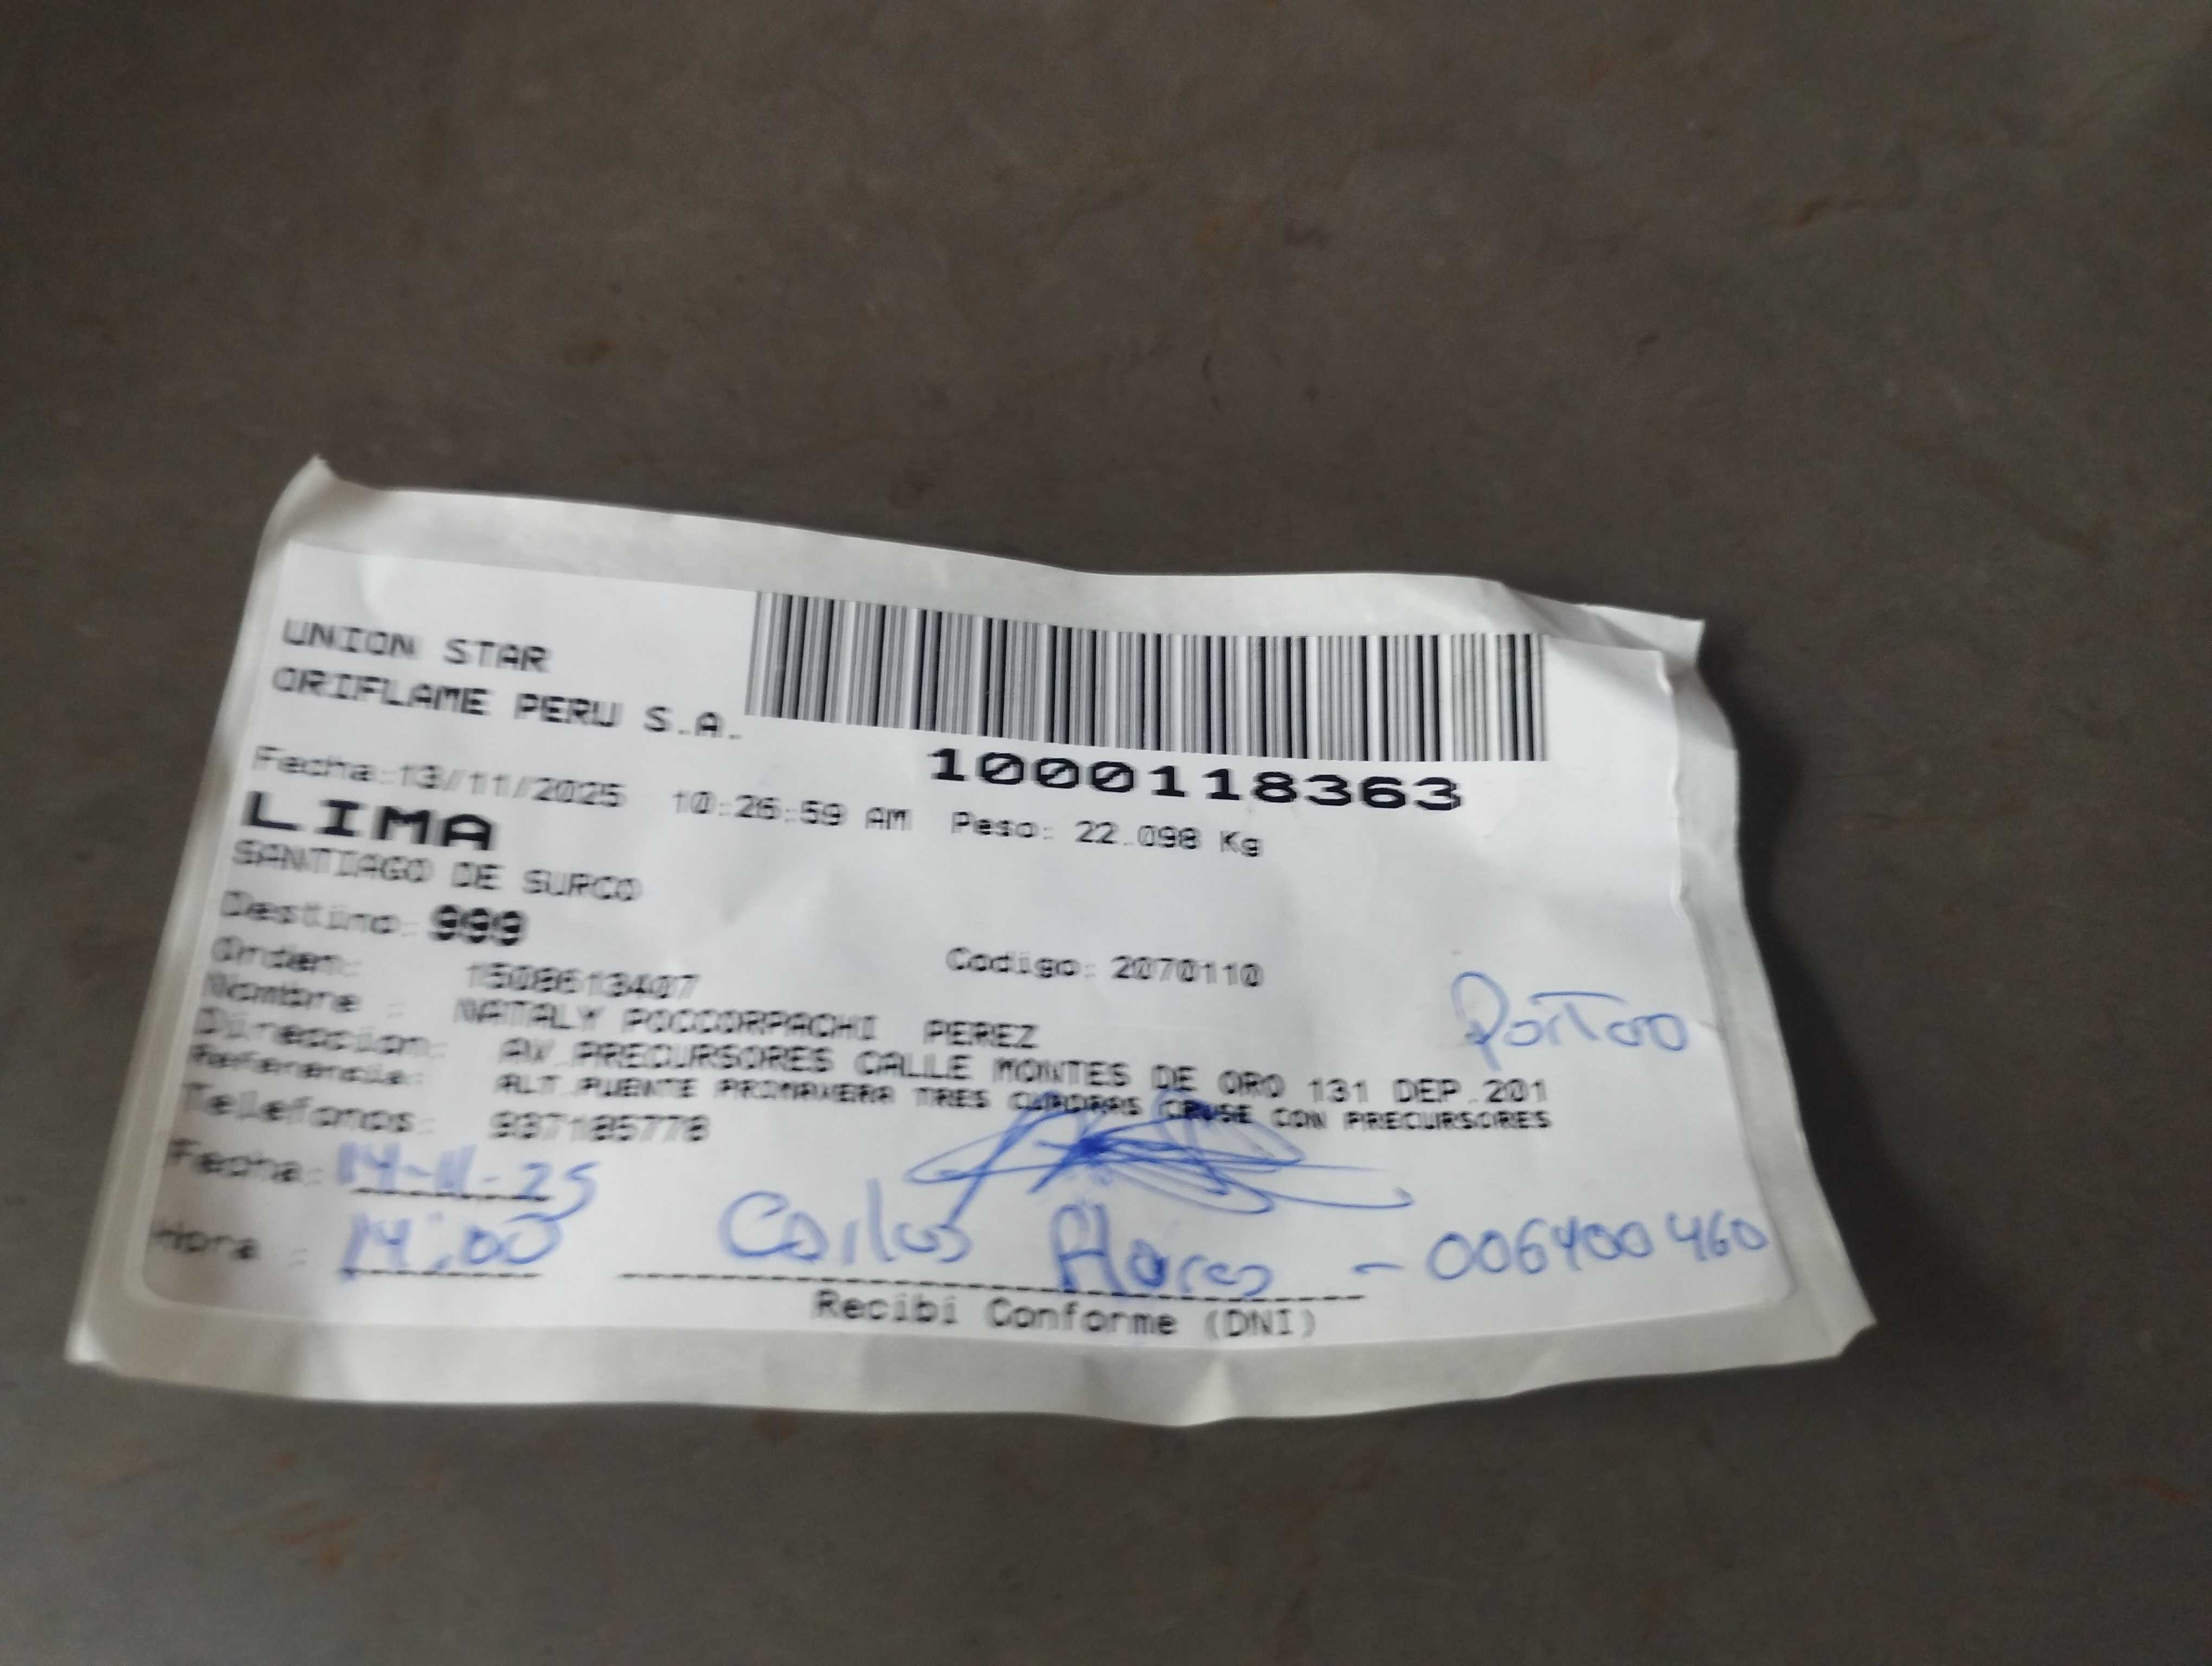 UNION STAR
ORIFLAME PERU S.A.
1000118363
Fecha:13/11/2025 10:26:59 AM Peso: 22.098 Kg
LIMA
SANTIAGO DE SURCO
Destino: 999
Orden: 1508613407 Codigo: 2070110
Nombre : NATALY POCCORPACHI PEREZ
Direccion: AV.PRECURSORES CALLE MONTES DE ORO 131 DEP.201
Referencia: ALT.PUENTE PRIMAVERA TRES CUADRAS CRUSE CON PRECURSORES
Telefonos: 937185778
Fecha: 14-11-25
Hora : 14:00
Carlos Flores - 006400460
Recibi Conforme (DNI)